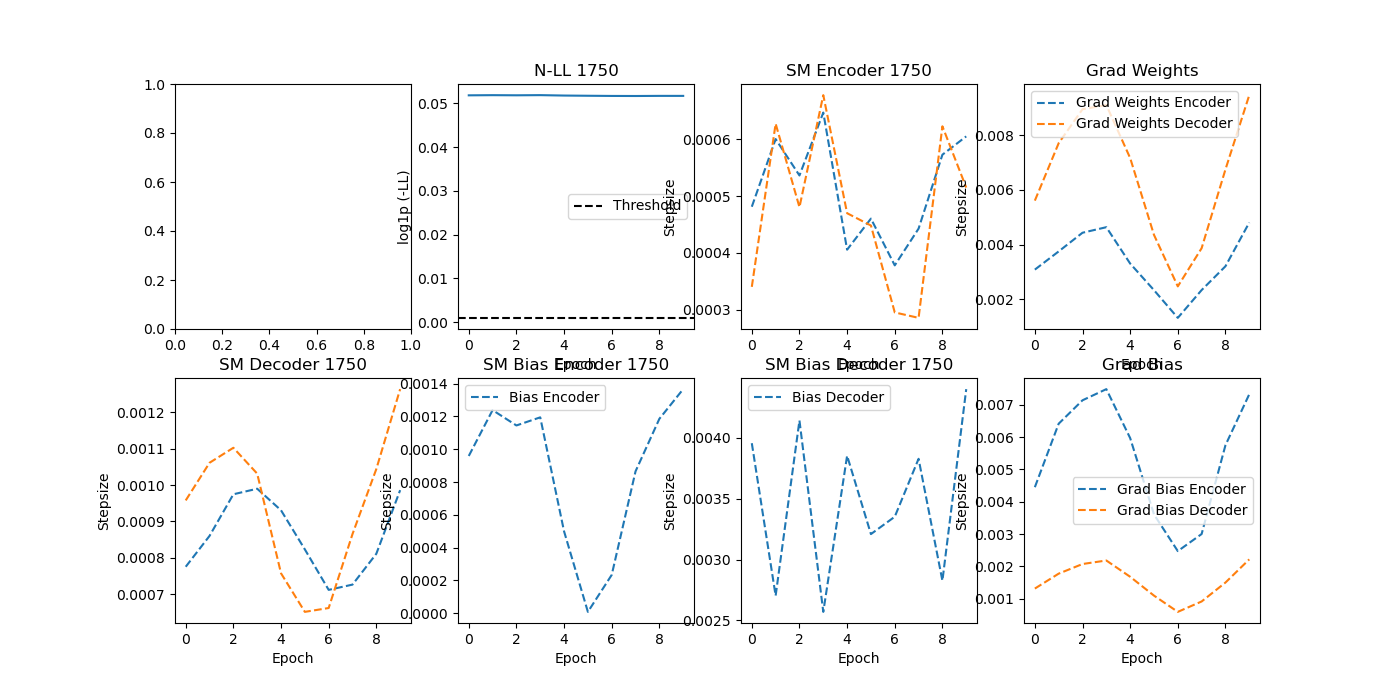 1.0
0.8
0.6
0.4
0.2
0.0
0.0 0.2 0.4 0.6 0.8 1.0
N-LL 1750
log1p (-LL)
0.05
0.04
0.03
0.02
0.01
0.00
Threshold
0 2 4 6 8
Epoch
SM Encoder 1750
Stepsize
0.0006
0.0005
0.0004
0.0003
0 2 4 6 8
Epoch
Grad Weights
Stepsize
Grad Weights Encoder
Grad Weights Decoder
0.008
0.006
0.004
0.002
0 2 4 6 8
Epoch
SM Decoder 1750
Stepsize
0.0012
0.0011
0.0010
0.0009
0.0008
0.0007
0 2 4 6 8
Epoch
SM Bias Encoder 1750
Stepsize
Bias Encoder
0.0014
0.0012
0.0010
0.0008
0.0006
0.0004
0.0002
0.0000
0 2 4 6 8
Epoch
SM Bias Decoder 1750
Stepsize
Bias Decoder
0.0040
0.0035
0.0030
0.0025
0 2 4 6 8
Epoch
Grad Bias
Stepsize
0.007
0.006
0.005
0.004
0.003
0.002
0.001
Grad Bias Encoder
Grad Bias Decoder
0 2 4 6 8
Epoch